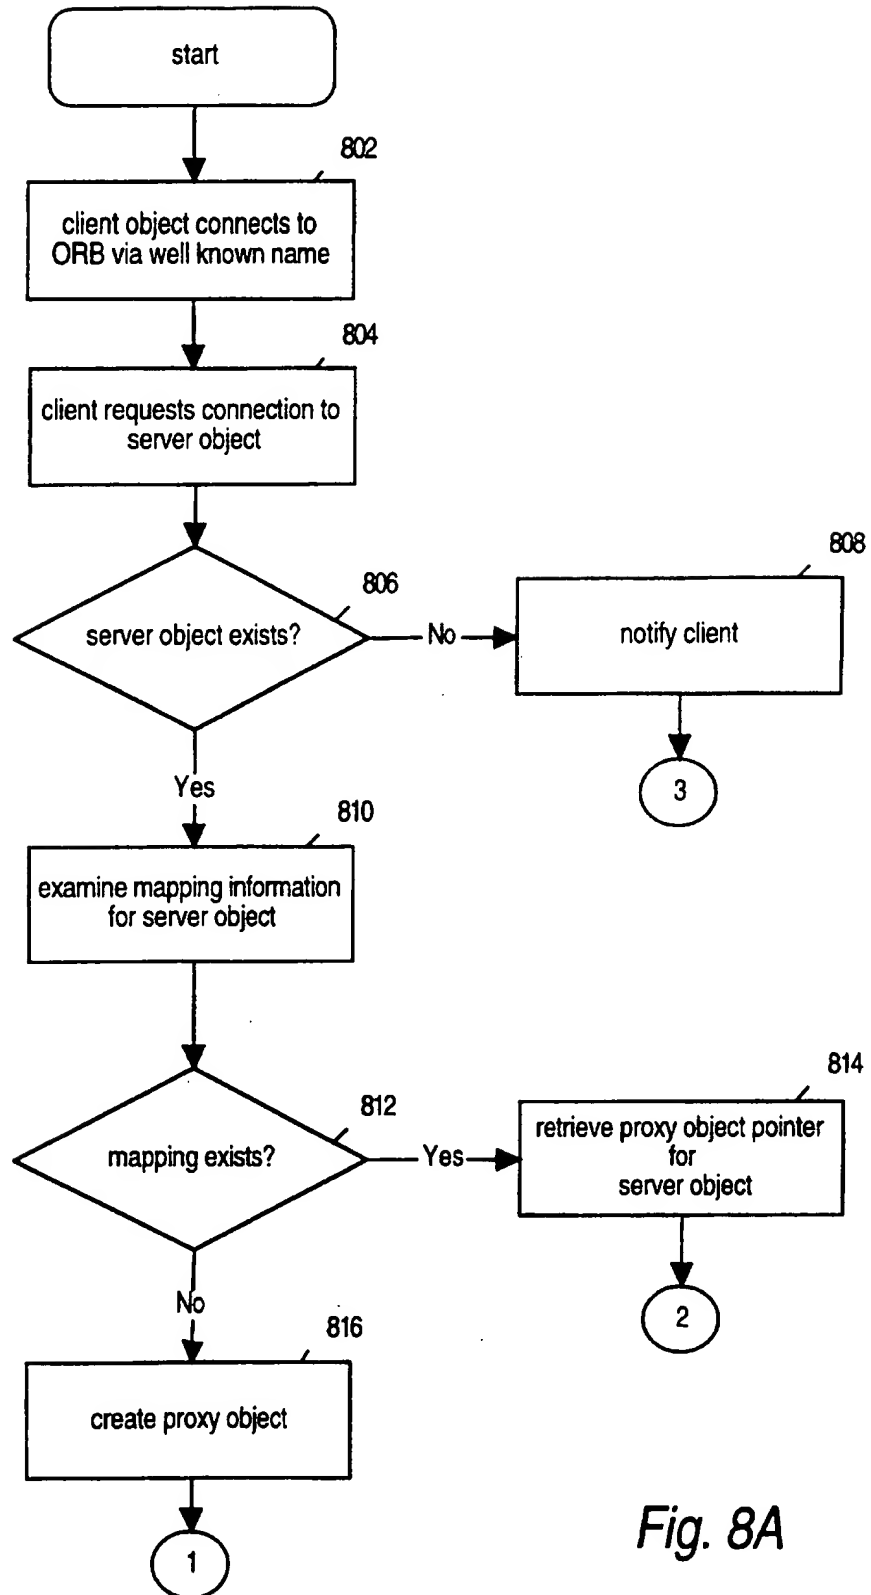 start
802
client object connects to
ORB via well known name
804
client requests connection to
server object
806
server object exists?
No
808
notify client
3
Yes
810
examine mapping information
for server object
812
mapping exists?
Yes
814
retrieve proxy object pointer
for
server object
2
No
816
create proxy object
1
Fig. 8A